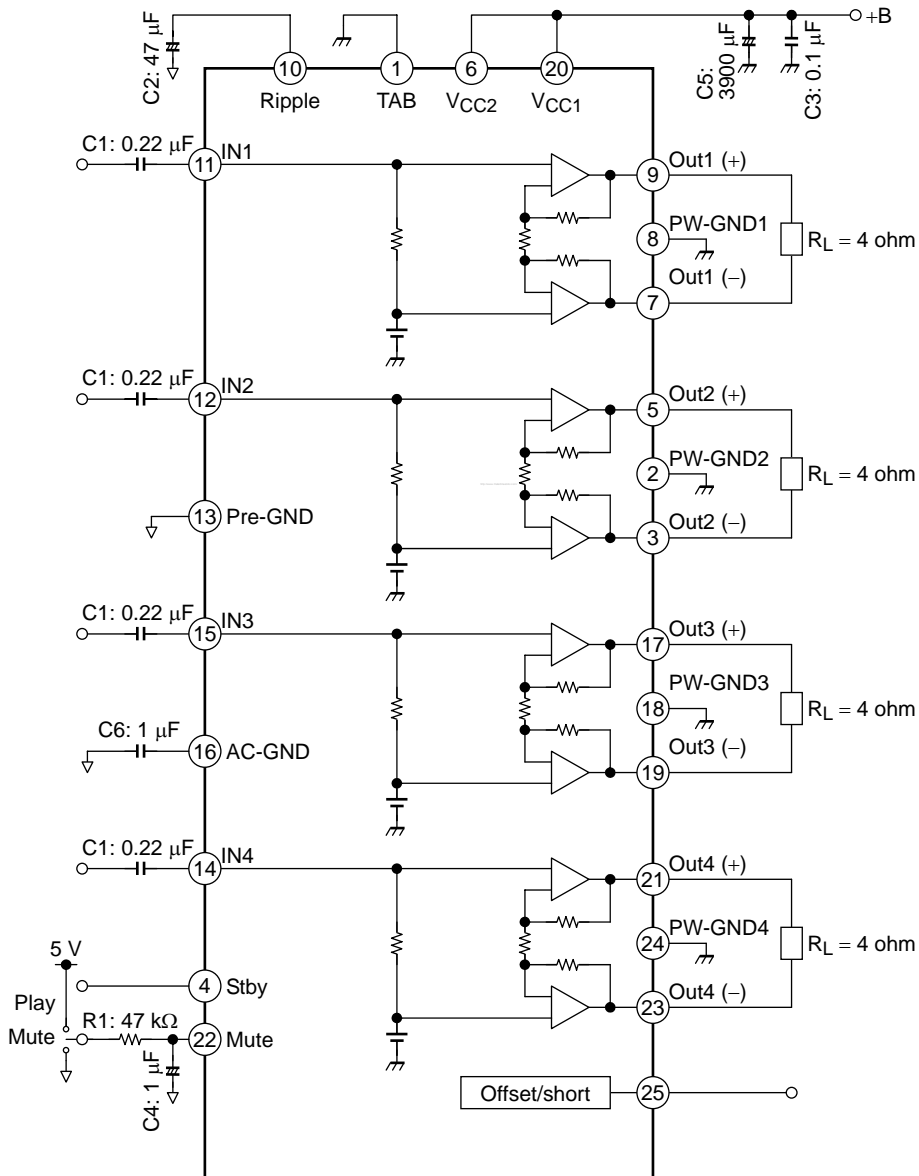 +B
C2: 47 μF
C5: 3900 μF
C3: 0.1 μF
10
1
6
20
Ripple
TAB
VCC2
VCC1
C1: 0.22 μF
11
IN1
9
Out1 (+)
8
PW-GND1
RL = 4 ohm
7
Out1 (−)
C1: 0.22 μF
12
IN2
5
Out2 (+)
2
PW-GND2
RL = 4 ohm
13
Pre-GND
3
Out2 (−)
C1: 0.22 μF
15
IN3
17
Out3 (+)
18
PW-GND3
RL = 4 ohm
C6: 1 μF
16
AC-GND
19
Out3 (−)
C1: 0.22 μF
14
IN4
21
Out4 (+)
24
PW-GND4
RL = 4 ohm
5 V
4
Stby
23
Out4 (−)
Play
Mute
R1: 47 kΩ
22
Mute
C4: 1 μF
Offset/short
25